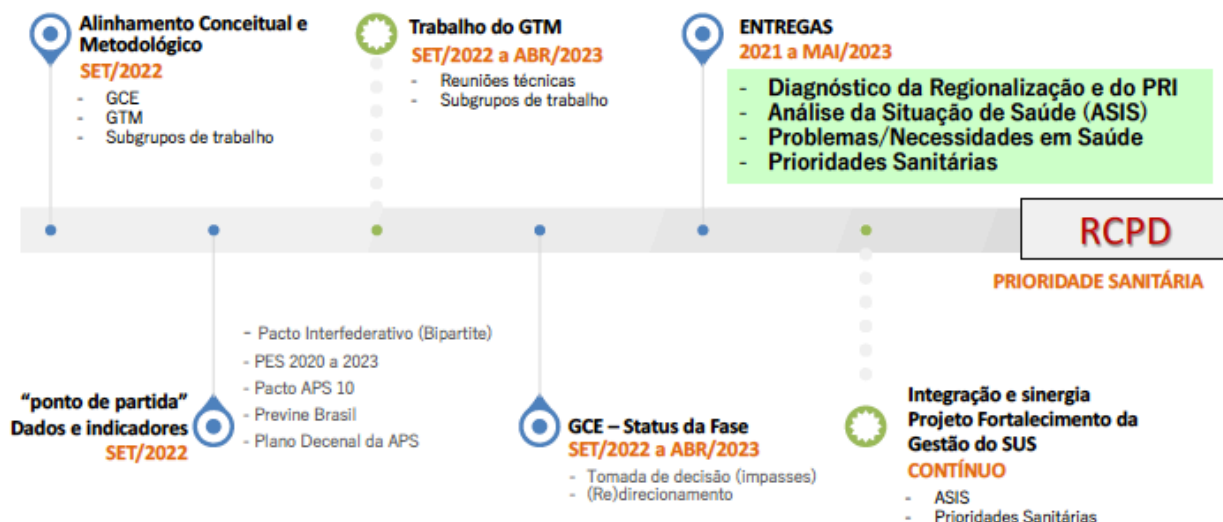 Alinhamento Conceitual e
Metodológico
SET/2022
- GCE
- GTM
- Subgrupos de trabalho
Trabalho do GTM
SET/2022 a ABR/2023
- Reuniões técnicas
- Subgrupos de trabalho
ENTREGAS
2021 a MAI/2023
- Diagnóstico da Regionalização e do PRI
- Análise da Situação de Saúde (ASIS)
- Problemas/Necessidades em Saúde
- Prioridades Sanitárias
RCPD
PRIORIDADE SANITÁRIA
"ponto de partida"
Dados e indicadores
SET/2022
- Pacto Interfederativo (Bipartite)
- PES 2020 a 2023
- Pacto APS 10
- Previne Brasil
- Plano Decenal da APS
GCE – Status da Fase
SET/2022 a ABR/2023
- Tomada de decisão (impasses)
- (Re)direcionamento
Integração e sinergia
Projeto Fortalecimento da
Gestão do SUS
CONTÍNUO
- ASIS
- Prioridades Sanitárias